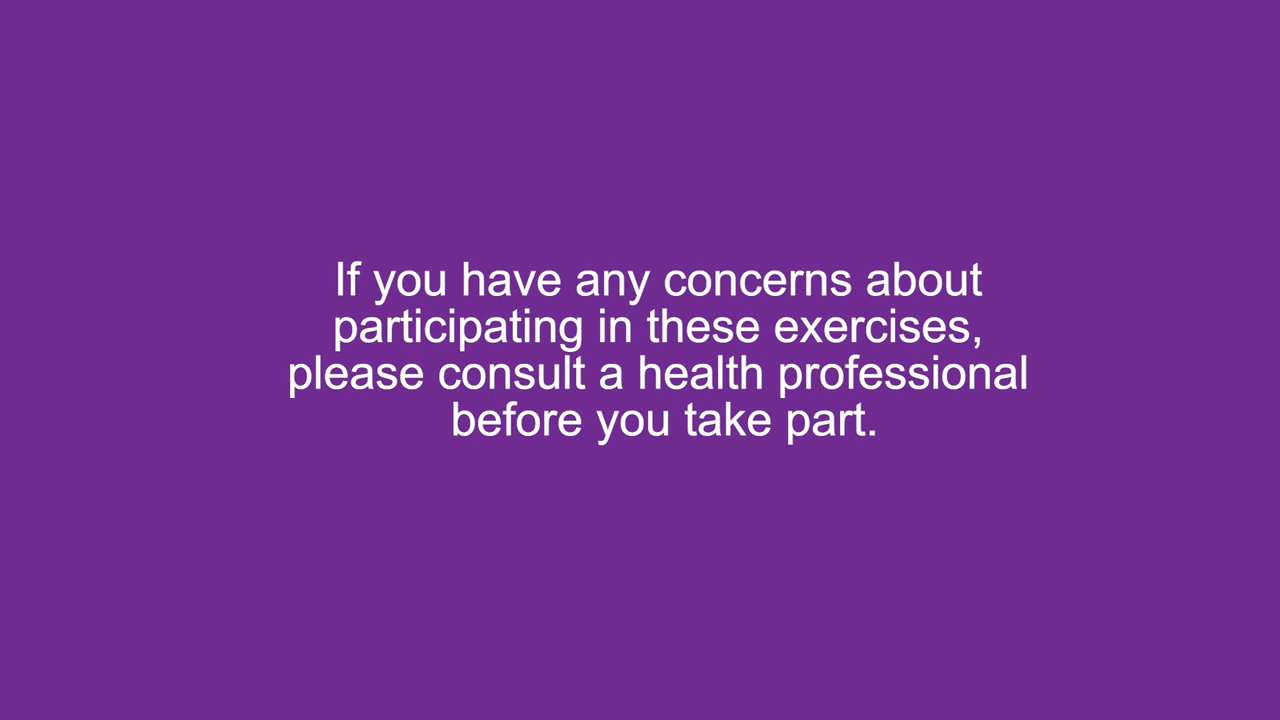 If you have any concerns about
participating in these exercises,
please consult a health professional
before you take part.